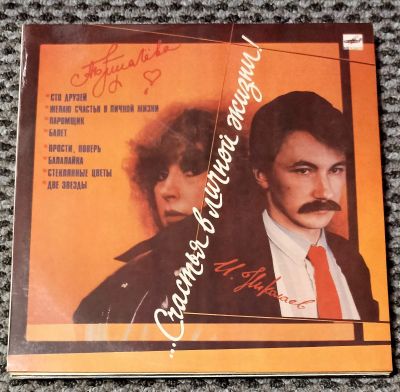 А.Пугачева
СТО ДРУЗЕЙ
ЖЕЛАЮ СЧАСТЬЯ В ЛИЧНОЙ ЖИЗНИ
ПАРОМЩИК
БАЛЕТ
ПРОСТИ, ПОВЕРЬ
БАЛАЛАЙКА
СТЕКЛЯННЫЕ ЦВЕТЫ
ДВЕ ЗВЕЗДЫ
...Счастья в личной жизни!
И. Николаев